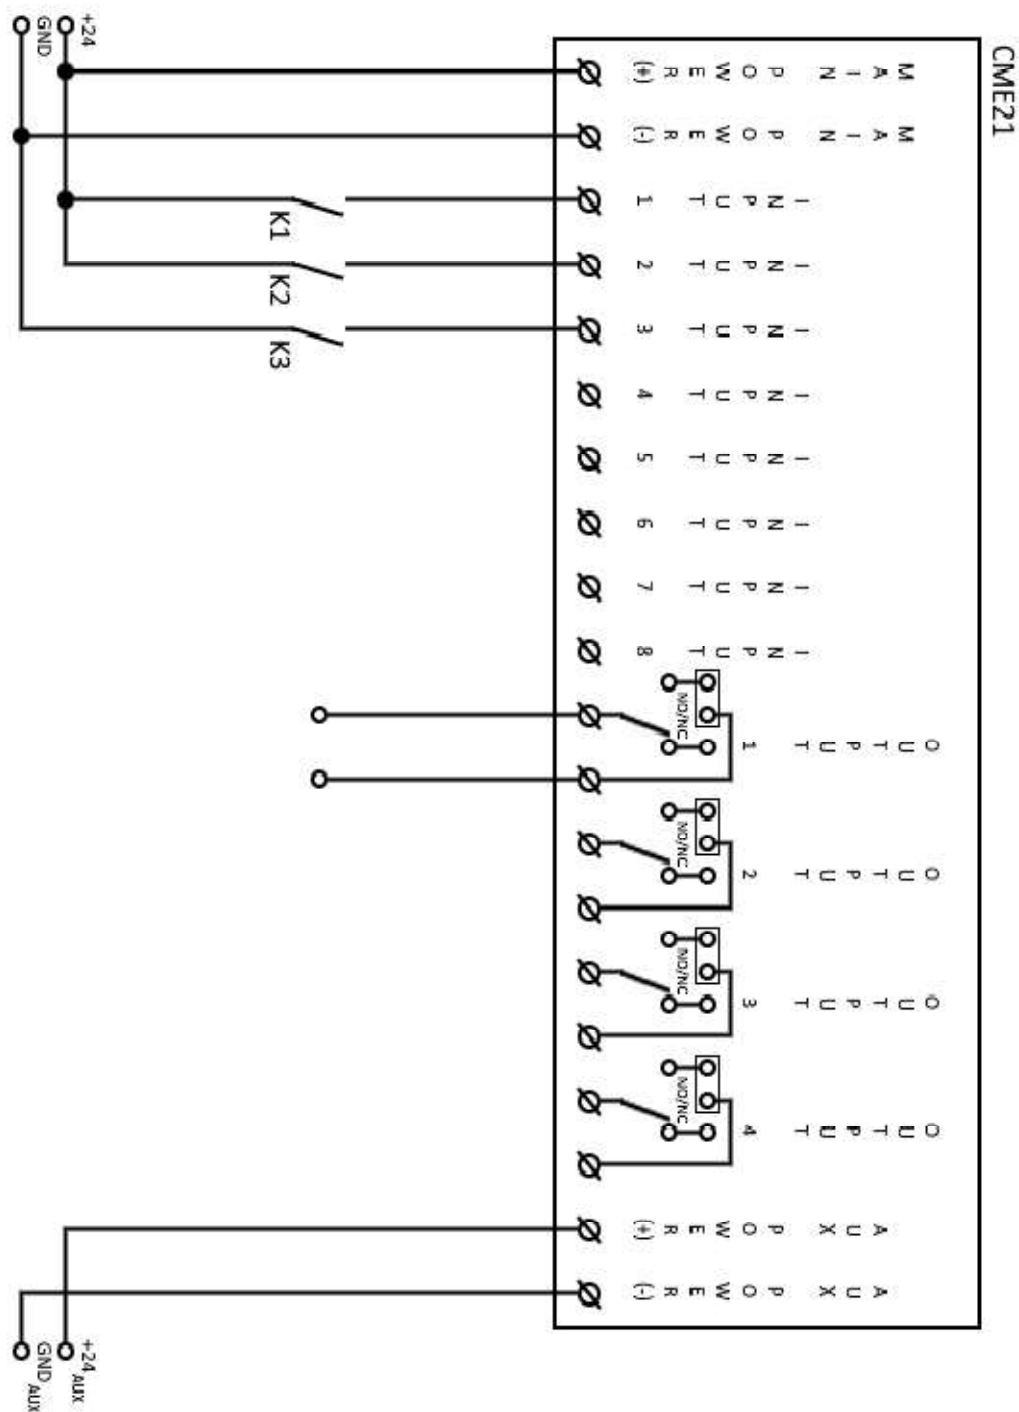 CME21
MAIN POWER (+)
MAIN POWER (-)
INPUT 1
INPUT 2
INPUT 3
INPUT 4
INPUT 5
INPUT 6
INPUT 7
INPUT 8
OUTPUT 1
NO/NC
OUTPUT 2
NO/NC
OUTPUT 3
NO/NC
OUTPUT 4
NO/NC
AUX POWER (+)
AUX POWER (-)
K1
K2
K3
+24
GND
+24 AUX
GND AUX